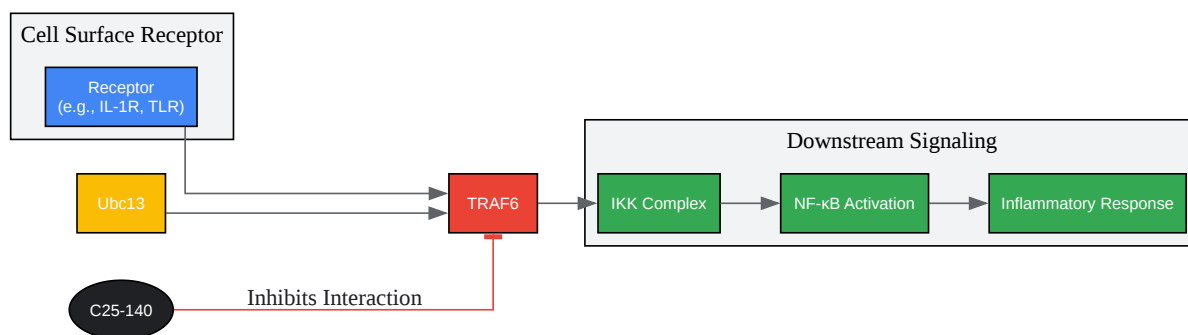 Cell Surface Receptor
Receptor
(e.g., IL-1R, TLR)
Downstream Signaling
Ubc13
TRAF6
IKK Complex
NF-κB Activation
Inflammatory Response
C25-140
Inhibits Interaction